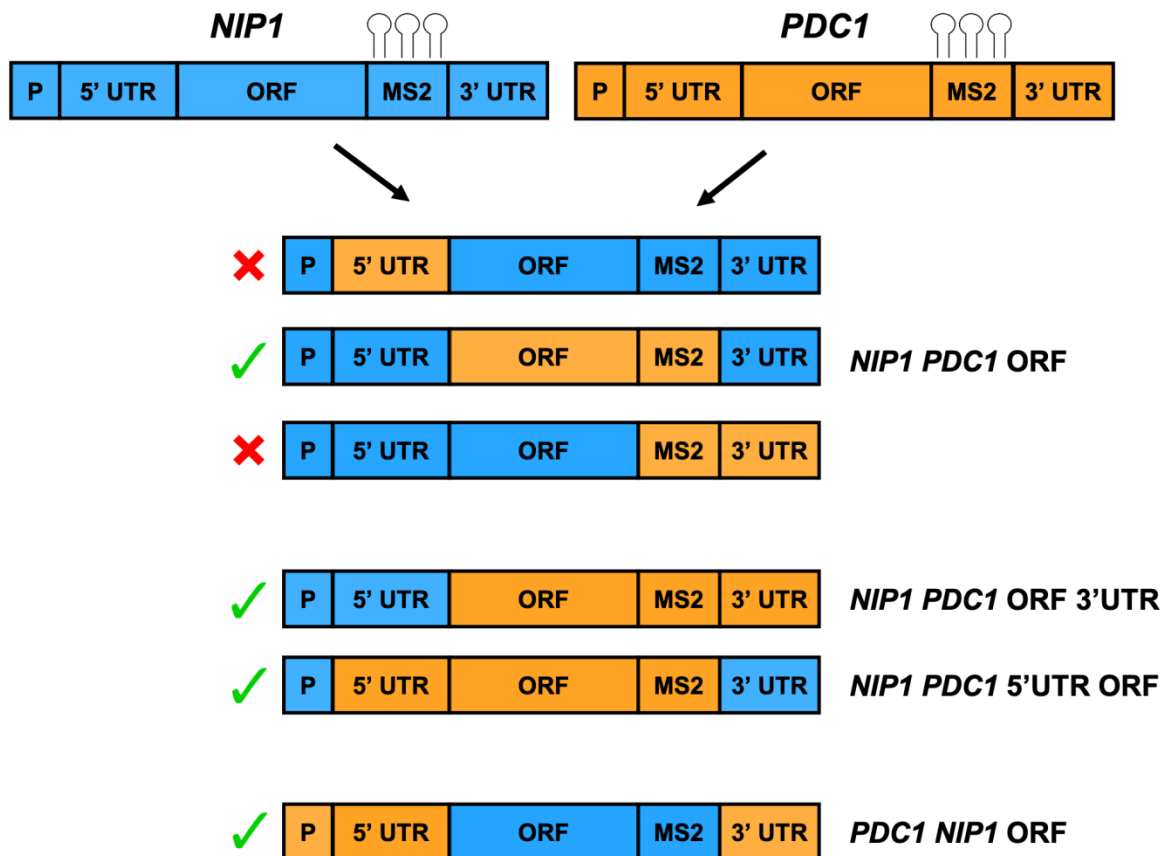 NIP1 PDC1
P 5’ UTR ORF MS2 3’ UTR P 5’ UTR ORF MS2 3’ UTR
P 5’ UTR ORF MS2 3’ UTR
P 5’ UTR ORF MS2 3’ UTR NIP1 PDC1 ORF
P 5’ UTR ORF MS2 3’ UTR
P 5’ UTR ORF MS2 3’ UTR NIP1 PDC1 ORF 3’UTR
P 5’ UTR ORF MS2 3’ UTR NIP1 PDC1 5’UTR ORF
P 5’ UTR ORF MS2 3’ UTR PDC1 NIP1 ORF